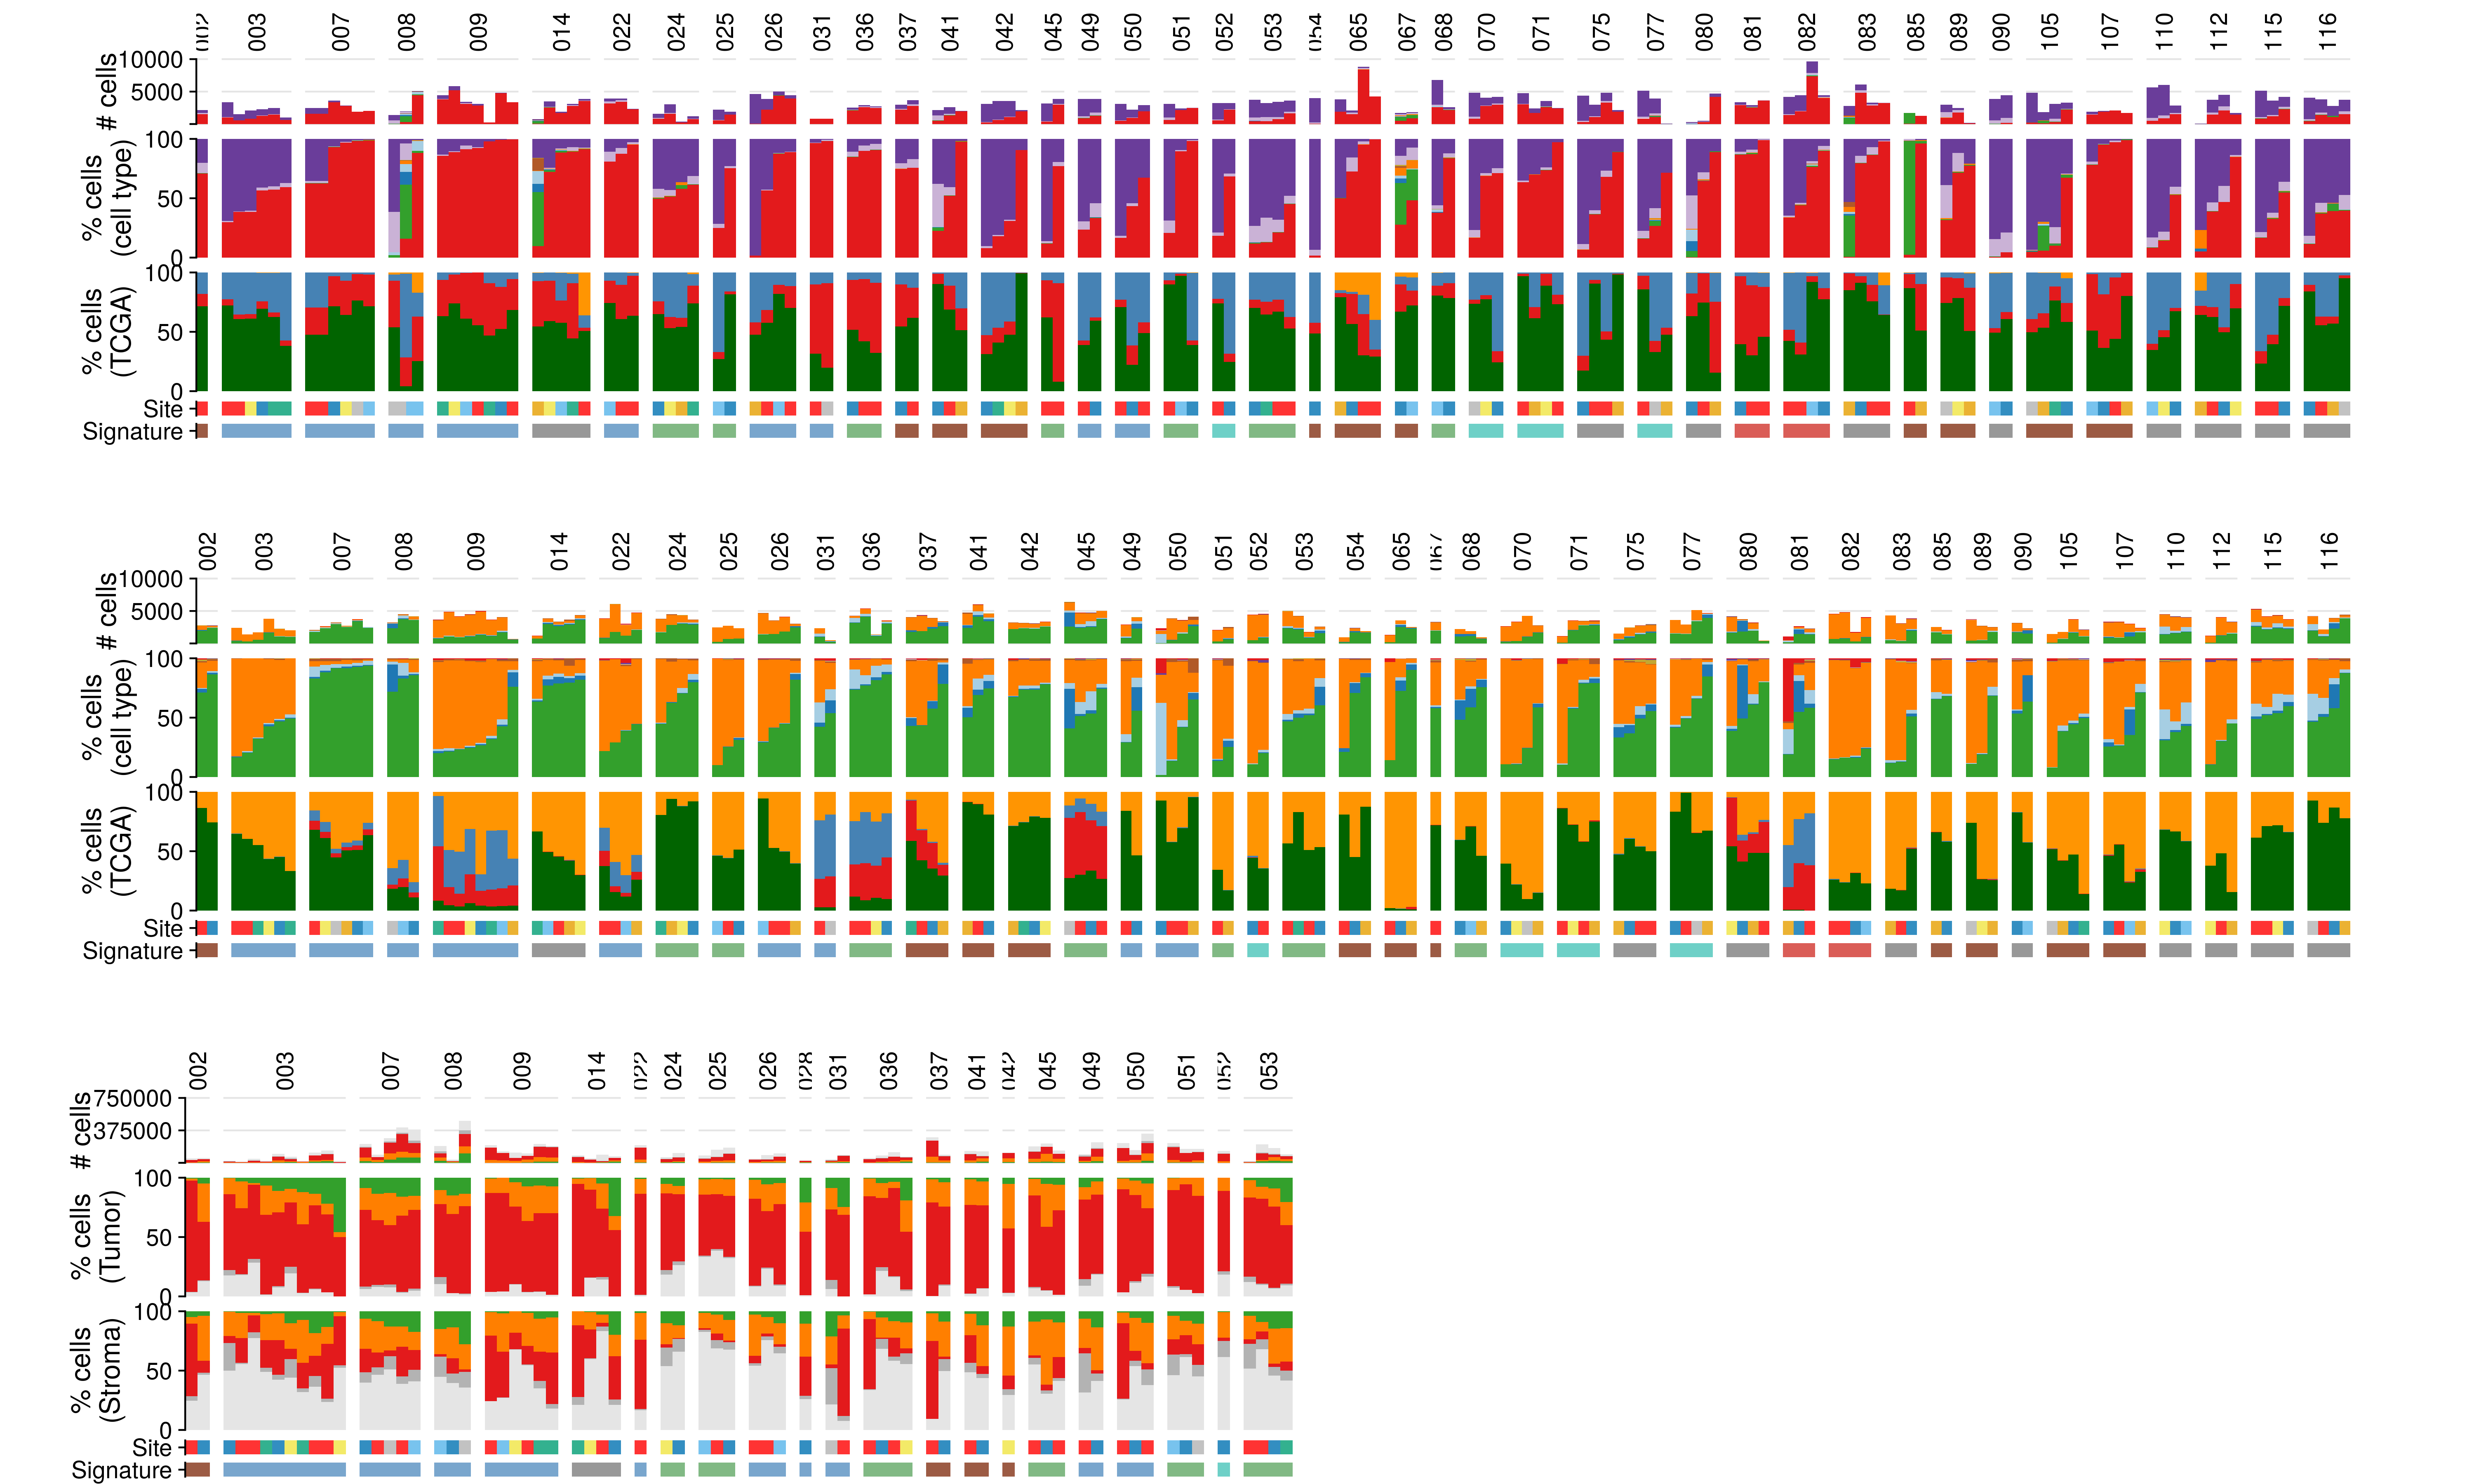 002 003 007 008 009 014 022 024 025 026 031 036 037 041 042 045 049 050 051 052 053 054 065 067 068 070 071 075 077 080 081 082 083 085 089 090 105 107 110 112 115 116
# cells
10000
5000
% cells
(cell type)
100
50
0
% cells
(TCGA)
100
50
0
Site
Signature
002 003 007 008 009 014 022 024 025 026 031 036 037 041 042 045 049 050 051 052 053 054 065 067 068 070 071 075 077 080 081 082 083 085 089 090 105 107 110 112 115 116
# cells
10000
5000
% cells
(cell type)
100
50
0
% cells
(TCGA)
100
50
0
Site
Signature
002 003 007 008 009 014 022 024 025 026 028 031 036 037 041 042 045 049 050 051 052 053
# cells
750000
375000
% cells
(Tumor)
100
50
0
% cells
(Stroma)
100
50
0
Site
Signature